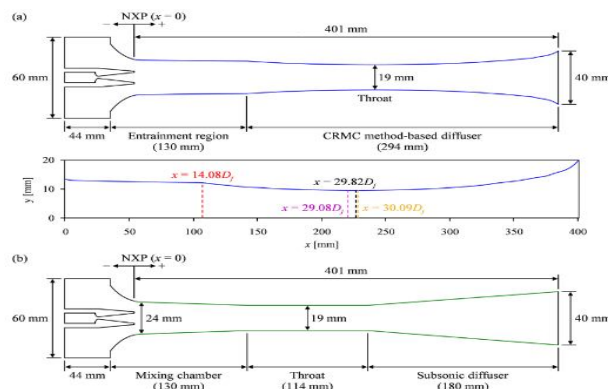 (a)
NXP (x = 0)
− +
401 mm
60 mm
19 mm
40 mm
Throat
44 mm
Entrainment region
(130 mm)
CRMC method-based diffuser
(294 mm)
20
x = 14.08Dj
x = 29.82Dj
y [mm]
10
x = 29.08Dj
x = 30.09Dj
0
0 50 100 150 200 250 300 350 400
x [mm]
(b)
NXP (x = 0)
− +
401 mm
60 mm
24 mm
19 mm
40 mm
44 mm
Mixing chamber
(130 mm)
Throat
(114 mm)
Subsonic diffuser
(180 mm)